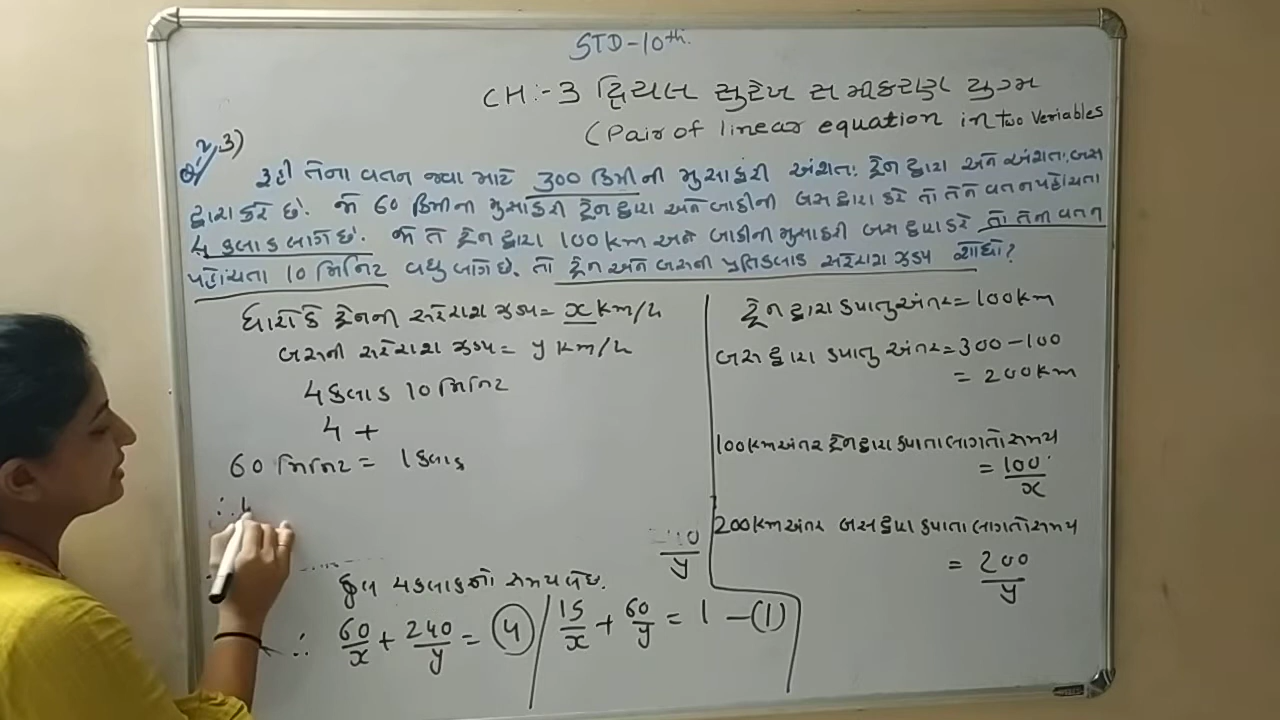 STD-10th.
CH:-3 દ્વિચલ સુરેખ સમીકરણ યુગ્મ
(Pair of linear equation in two Veriables
Q-2/ 3)
રુહી તેના વતન જવા માટે 300 કિમીની મુસાફરી અંશતઃ ટ્રેન દ્વારા અને અંશતઃ બસ
દ્વારા કરે છે. જો 60 કિમીની મુસાફરી ટ્રેન દ્વારા અને બાકીની બસ દ્વારા કરે તો તેને વતન પહોંચતા
4 કલાક લાગે છે. જો તે ટ્રેન દ્વારા 100km અને બાકીની મુસાફરી બસ દ્વારા કરે તો તેના વતન
પહોંચતા 10 મિનિટ વધુ લાગે છે. તો ટ્રેન અને બસની પ્રતિકલાક સરેરાશ ઝડપ શોધો?
ધારોકે ટ્રેનની સરેરાશ ઝડપ = x km/h
બસની સરેરાશ ઝડપ = y km/h
4 કલાક 10 મિનિટ
4 +
60 મિનિટ = 1 કલાક
∴
કુલ 4 કલાકનો સમય લે છે.
∴ 60/x + 240/y = 4 / 15/x + 60/y = 1 —(1)
y
ટ્રેન દ્વારા કપાતુ અંતર = 100km
બસ દ્વારા કપાતુ અંતર = 300-100
= 200km
100km અંતર ટ્રેન દ્વારા કપાતા લાગતો સમય
= 100/x
200km અંતર બસ દ્વારા કપાતા લાગતો સમય
= 200/y